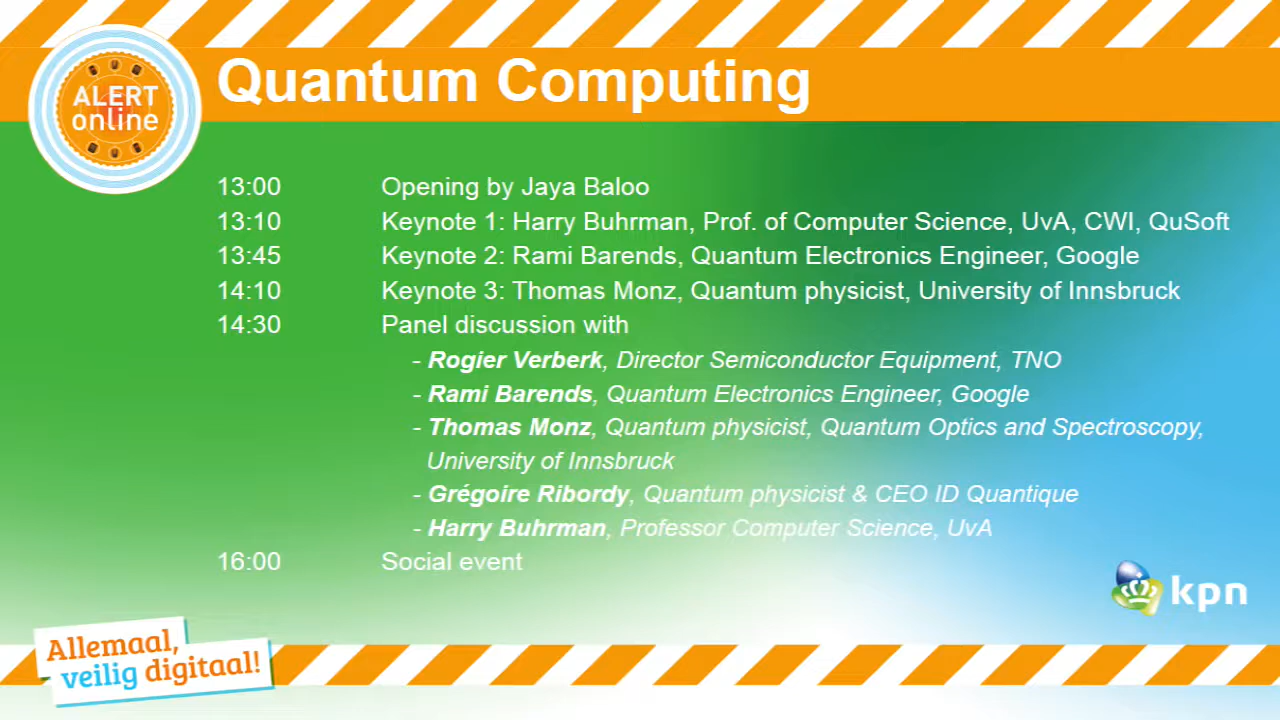 ALERT
online
Quantum Computing
13:00 Opening by Jaya Baloo
13:10 Keynote 1: Harry Buhrman, Prof. of Computer Science, UvA, CWI, QuSoft
13:45 Keynote 2: Rami Barends, Quantum Electronics Engineer, Google
14:10 Keynote 3: Thomas Monz, Quantum physicist, University of Innsbruck
14:30 Panel discussion with
- Rogier Verberk, Director Semiconductor Equipment, TNO
- Rami Barends, Quantum Electronics Engineer, Google
- Thomas Monz, Quantum physicist, Quantum Optics and Spectroscopy,
University of Innsbruck
- Grégoire Ribordy, Quantum physicist & CEO ID Quantique
- Harry Buhrman, Professor Computer Science, UvA
16:00 Social event
kpn
Allemaal,
veilig digitaal!